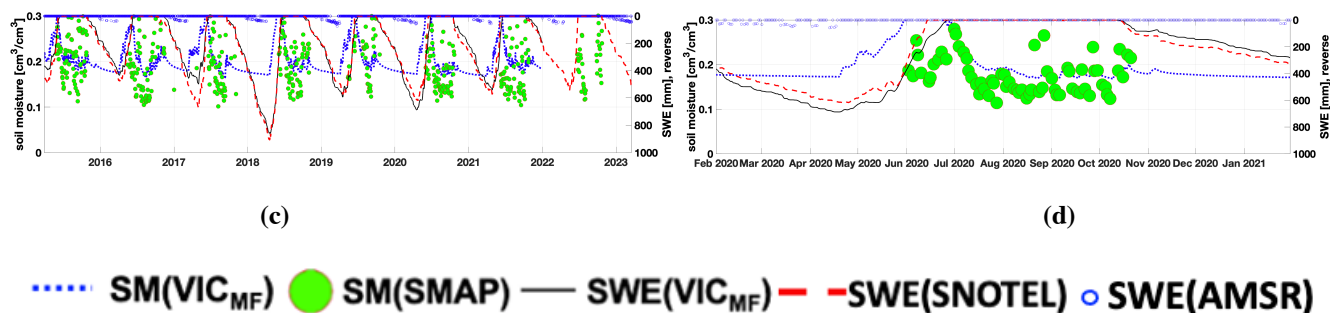 (c)
soil moisture [cm³/cm³]
0.3
0.2
0.1
0
2016 2017 2018 2019 2020 2021 2022 2023
0
200
400
600
800
1000
SWE [mm], reverse
(d)
soil moisture [cm³/cm³]
0.3
0.2
0.1
0
Feb 2020 Mar 2020 Apr 2020 May 2020 Jun 2020 Jul 2020 Aug 2020 Sep 2020 Oct 2020 Nov 2020 Dec 2020 Jan 2021
0
200
400
600
800
1000
SWE [mm], reverse
SM(VIC_MF) SM(SMAP) SWE(VIC_MF) SWE(SNOTEL) SWE(AMSR)